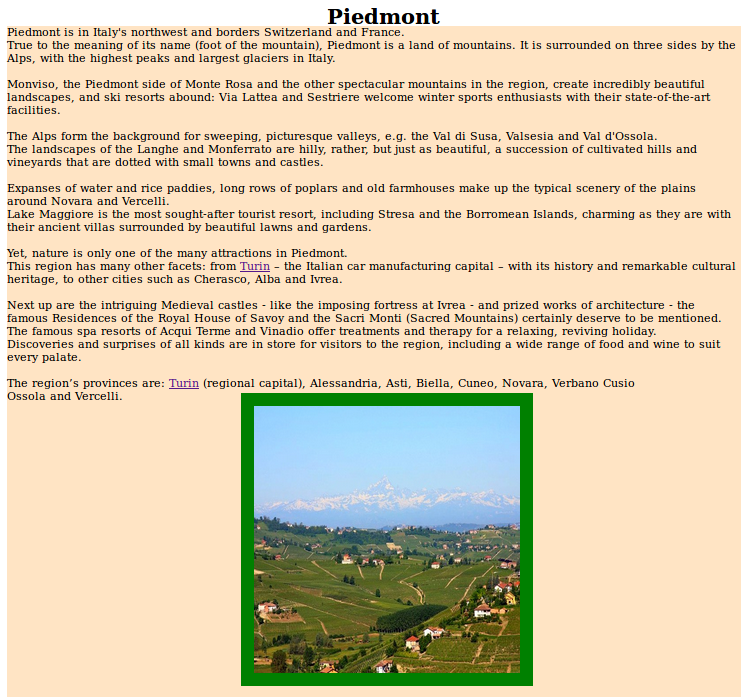 Piedmont
Piedmont is in Italy's northwest and borders Switzerland and France.
True to the meaning of its name (foot of the mountain), Piedmont is a land of mountains. It is surrounded on three sides by the
Alps, with the highest peaks and largest glaciers in Italy.
Monviso, the Piedmont side of Monte Rosa and the other spectacular mountains in the region, create incredibly beautiful
landscapes, and ski resorts abound: Via Lattea and Sestriere welcome winter sports enthusiasts with their state-of-the-art
facilities.
The Alps form the background for sweeping, picturesque valleys, e.g. the Val di Susa, Valsesia and Val d'Ossola.
The landscapes of the Langhe and Monferrato are hilly, rather, but just as beautiful, a succession of cultivated hills and
vineyards that are dotted with small towns and castles.
Expanses of water and rice paddies, long rows of poplars and old farmhouses make up the typical scenery of the plains
around Novara and Vercelli.
Lake Maggiore is the most sought-after tourist resort, including Stresa and the Borromean Islands, charming as they are with
their ancient villas surrounded by beautiful lawns and gardens.
Yet, nature is only one of the many attractions in Piedmont.
This region has many other facets: from Turin – the Italian car manufacturing capital – with its history and remarkable cultural
heritage, to other cities such as Cherasco, Alba and Ivrea.
Next up are the intriguing Medieval castles - like the imposing fortress at Ivrea - and prized works of architecture - the
famous Residences of the Royal House of Savoy and the Sacri Monti (Sacred Mountains) certainly deserve to be mentioned.
The famous spa resorts of Acqui Terme and Vinadio offer treatments and therapy for a relaxing, reviving holiday.
Discoveries and surprises of all kinds are in store for visitors to the region, including a wide range of food and wine to suit
every palate.
The region’s provinces are: Turin (regional capital), Alessandria, Asti, Biella, Cuneo, Novara, Verbano Cusio
Ossola and Vercelli.